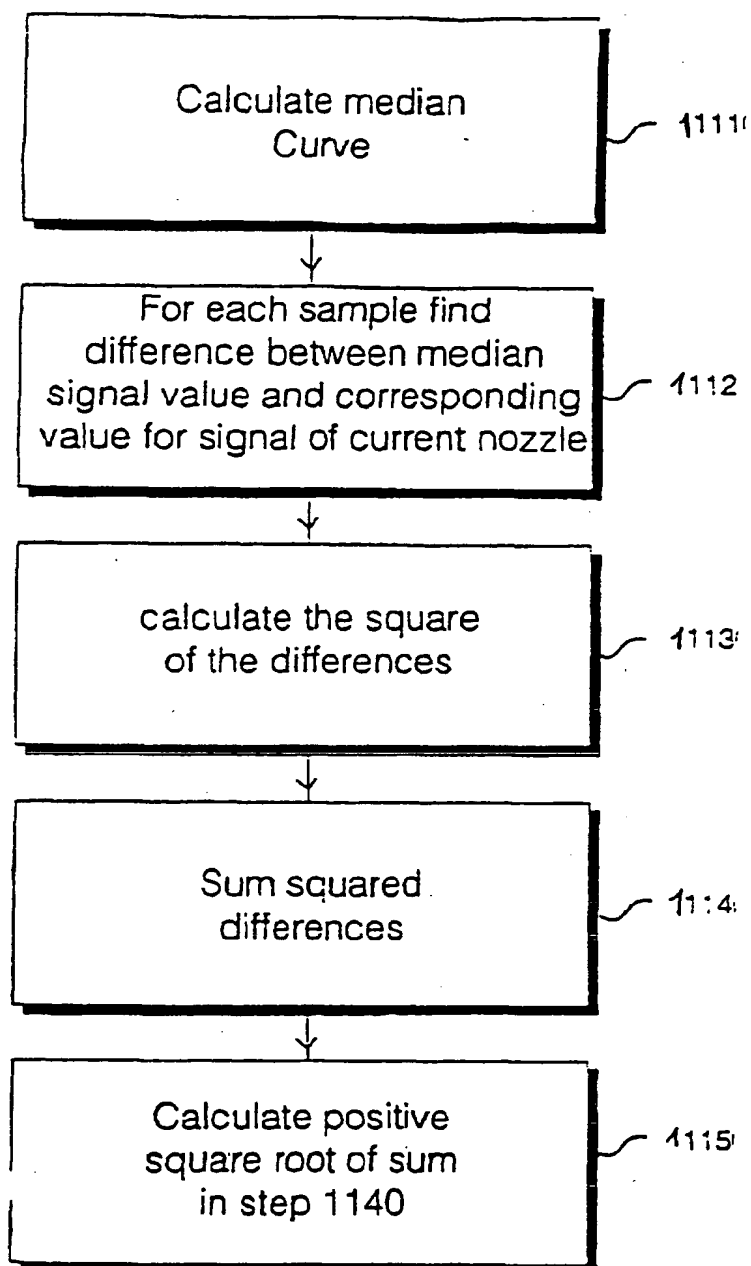 Calculate median
Curve
1111
For each sample find
difference between median
signal value and corresponding
value for signal of current nozzle
1112
calculate the square
of the differences
1113
Sum squared
differences
1114
Calculate positive
square root of sum
in step 1140
1115